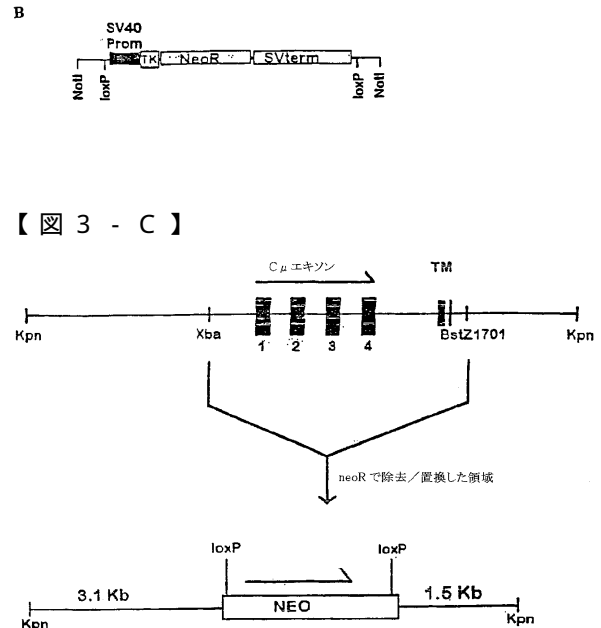 B
SV40
Prom
TK NeoR SVterm
NotI loxP loxP NotI
【図3-C】
Cμエキソン TM
Kpn Xba BstZ1701 Kpn
1 2 3 4
neoRで除去/置換した領域
loxP loxP
3.1 Kb NEO 1.5 Kb
Kpn Kpn